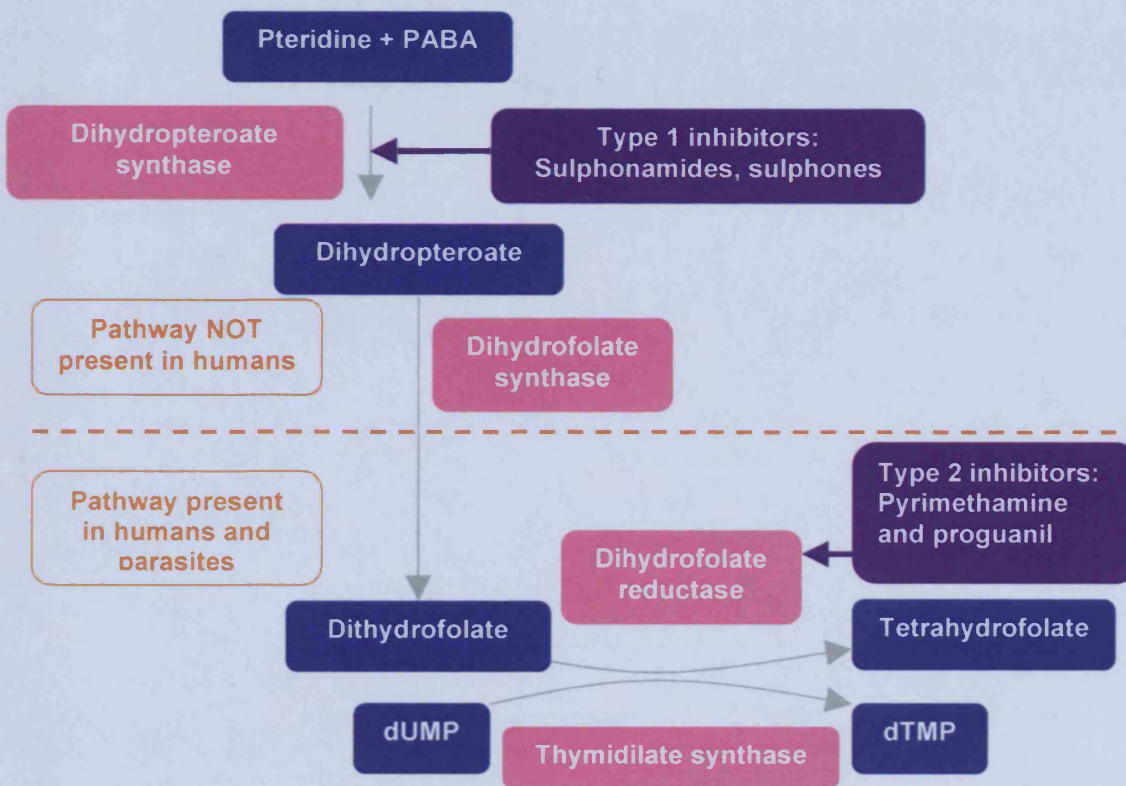 Pteridine + PABA
Dihydropteroate
synthase
Type 1 inhibitors:
Sulphonamides, sulphones
Dihydropteroate
Pathway NOT
present in humans
Dihydrofolate
synthase
Pathway present
in humans and
parasites
Type 2 inhibitors:
Pyrimethamine
and proguanil
Dihydrofolate
reductase
Dithydrofolate
Tetrahydrofolate
dUMP
dTMP
Thymidilate synthase